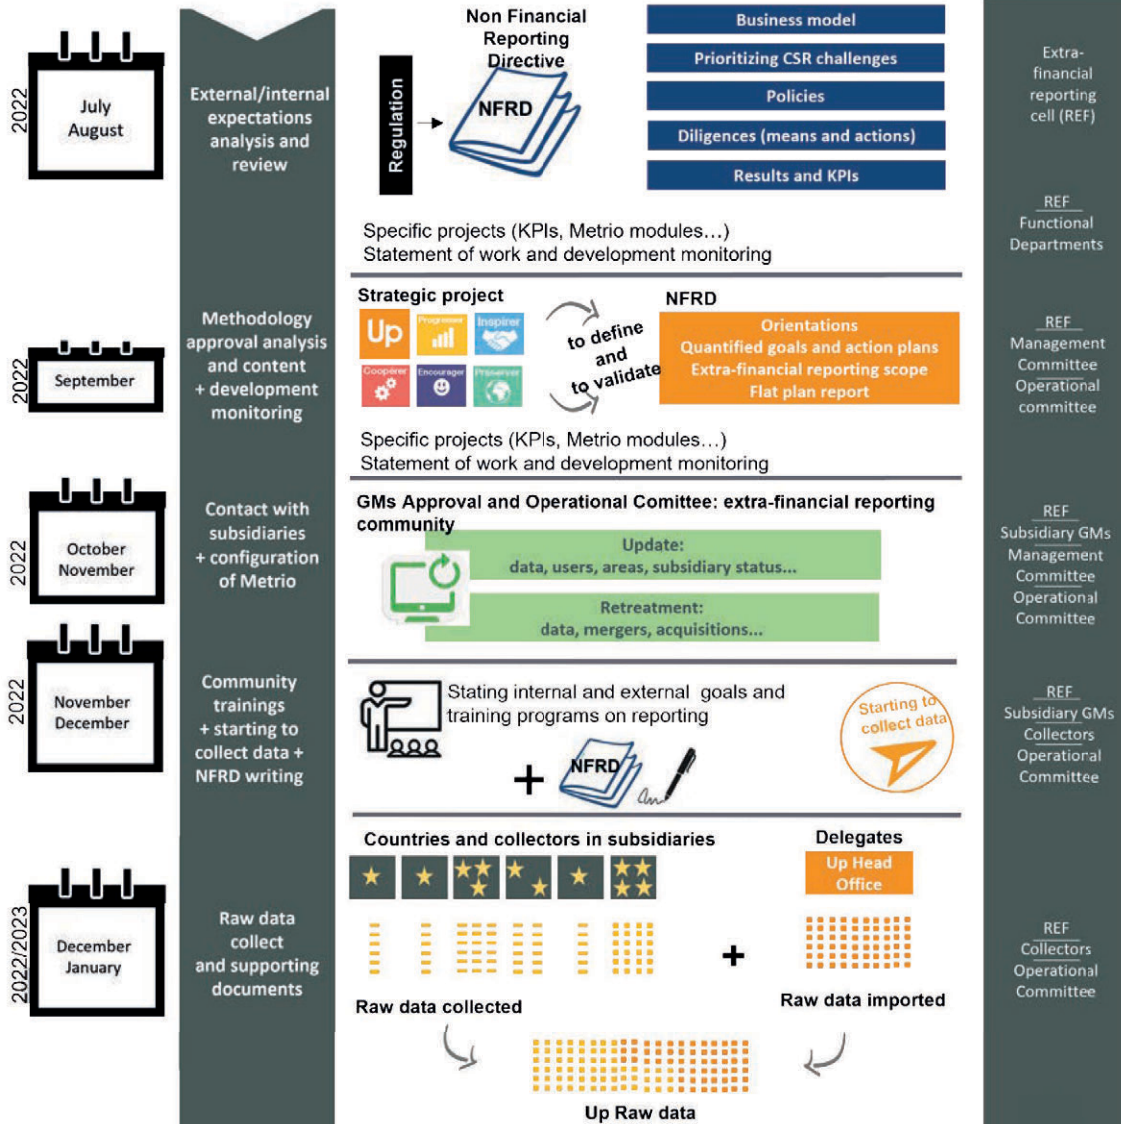 2022
July
August
External/internal
expectations
analysis and
review
Regulation
Non Financial
Reporting
Directive
NFRD
Business model
Prioritizing CSR challenges
Policies
Diligences (means and actions)
Results and KPIs
Extra-
financial
reporting
cell (REF)
Specific projects (KPIs, Metrio modules…)
Statement of work and development monitoring
REF
Functional
Departments
2022
September
Methodology
approval analysis
and content
+ development
monitoring
Strategic project
Up
Progresser
Inspirer
Coopérer
Encourager
Préserver
to define
and
to validate
NFRD
Orientations
Quantified goals and action plans
Extra-financial reporting scope
Flat plan report
Specific projects (KPIs, Metrio modules…)
Statement of work and development monitoring
REF
Management
Committee
Operational
committee
2022
October
November
Contact with
subsidiaries
+ configuration
of Metrio
GMs Approval and Operational Comittee: extra-financial reporting
community
Update:
data, users, areas, subsidiary status...
Retreatment:
data, mergers, acquisitions...
REF
Subsidiary GMs
Management
Committee
Operational
Committee
2022
November
December
Community
trainings
+ starting to
collect data +
NFRD writing
Stating internal and external goals and
training programs on reporting
+
NFRD
Starting to
collect data
REF
Subsidiary GMs
Collectors
Operational
Committee
2022/2023
December
January
Raw data
collect
and supporting
documents
Countries and collectors in subsidiaries
Delegates
Up Head
Office
+
Raw data collected
Raw data imported
Up Raw data
REF
Collectors
Operational
Committee